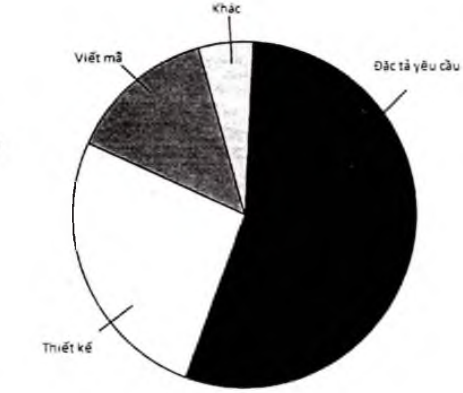 Khác
Viết mã
Đặc tả yêu cầu
Thiết kế